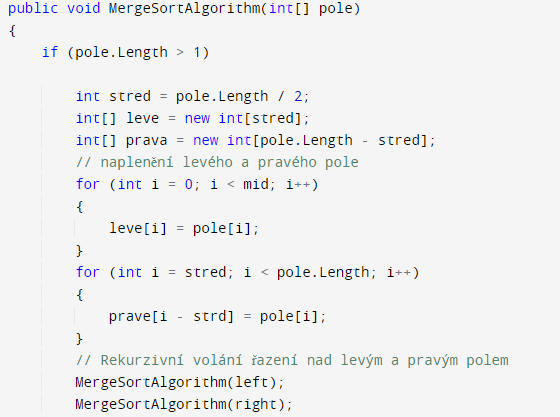 public void MergeSortAlgorithm(int[] pole)
{
if (pole.Length > 1)
int stred = pole.Length / 2;
int[] leve = new int[stred];
int[] prava = new int[pole.Length - stred];
// naplenění levého a pravého pole
for (int i = 0; i < mid; i++)
{
leve[i] = pole[i];
}
for (int i = stred; i < pole.Length; i++)
{
prave[i - strd] = pole[i];
}
// Rekurzivní volání řazení nad levým a pravým polem
MergeSortAlgorithm(left);
MergeSortAlgorithm(right);